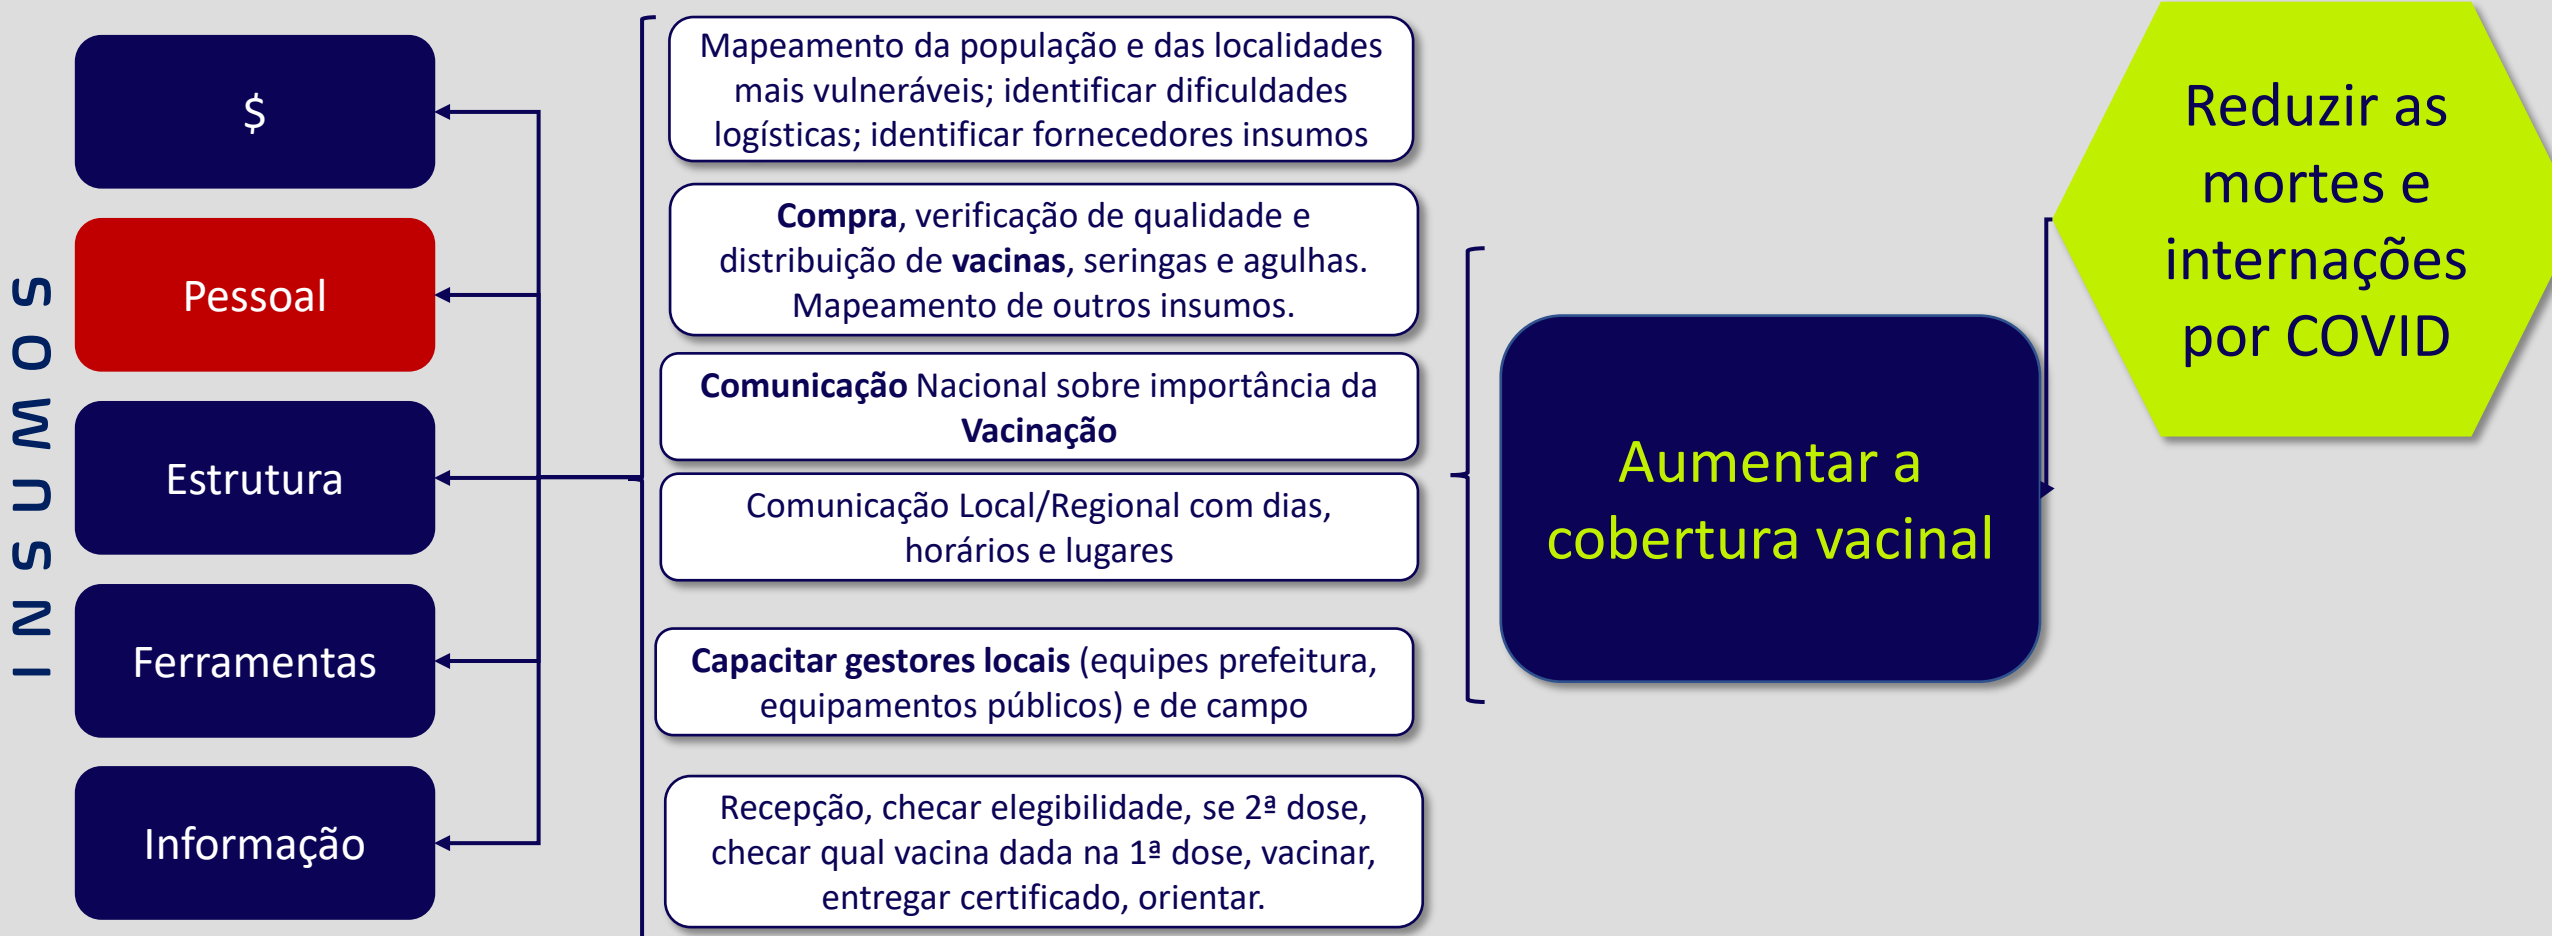 INSUMOS
$
Pessoal
Estrutura
Ferramentas
Informação
Mapeamento da população e das localidades
mais vulneráveis; identificar dificuldades
logísticas; identificar fornecedores insumos
Compra, verificação de qualidade e
distribuição de vacinas, seringas e agulhas.
Mapeamento de outros insumos.
Comunicação Nacional sobre importância da
Vacinação
Comunicação Local/Regional com dias,
horários e lugares
Capacitar gestores locais (equipes prefeitura,
equipamentos públicos) e de campo
Recepção, checar elegibilidade, se 2ª dose,
checar qual vacina dada na 1ª dose, vacinar,
entregar certificado, orientar.
Aumentar a
cobertura vacinal
Reduzir as
mortes e
internações
por COVID